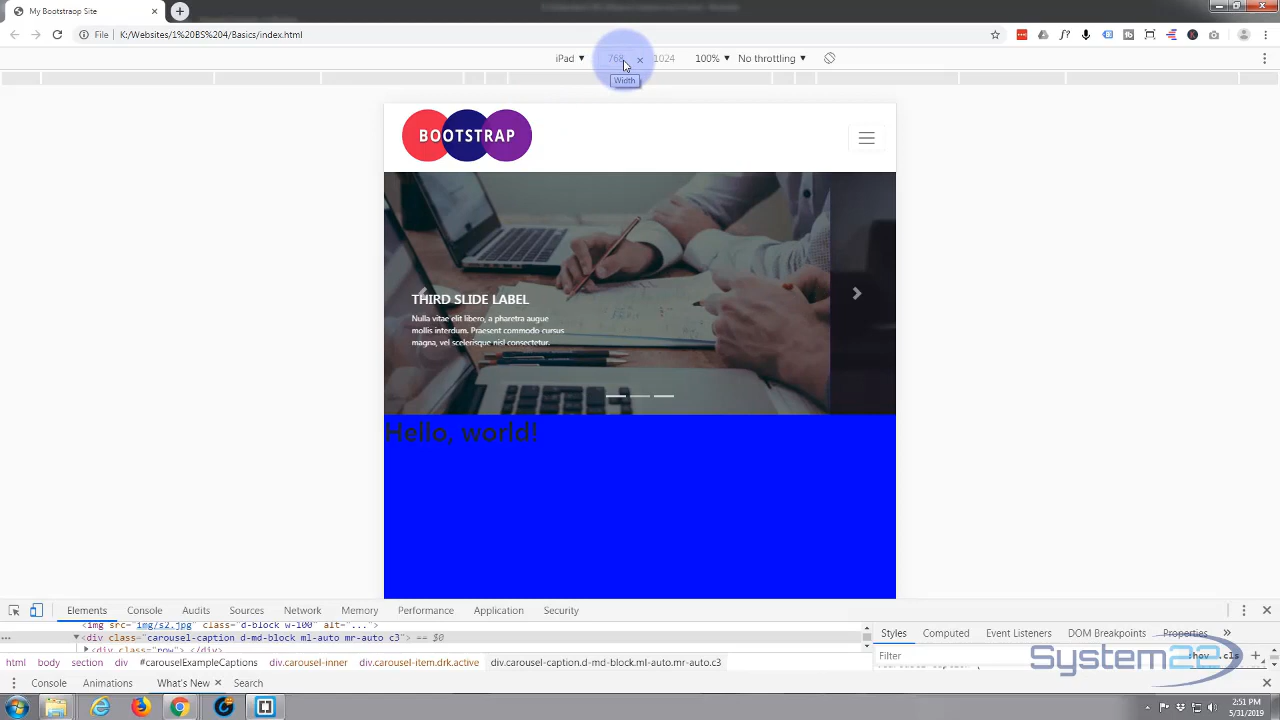 My Bootstrap Site
File | K:/Websites/1%20BS%204/Basics/index.html
iPad 768 × 1024 100% No throttling
Width
BOOTSTRAP
THIRD SLIDE LABEL
Nulla vitae elit libero, a pharetra augue
mollis interdum. Praesent commodo cursus
magna, vel scelerisque nisl consectetur.
Hello, world!
Elements Console Audits Sources Network Memory Performance Application Security
<img src="img/s2.jpg" class="d-block w-100" alt="...">
<div class="carousel-caption d-md-block ml-auto mr-auto c3"> == $0
html body section div #carouselExampleCaptions div.carousel-inner div.carousel-item.drk.active div.carousel-caption.d-md-block.ml-auto.mr-auto.c3
Styles Computed Event Listeners DOM Breakpoints Properties
Filter :hov .cls
System22
Console Animations What's New Search
2:51 PM
5/31/2019